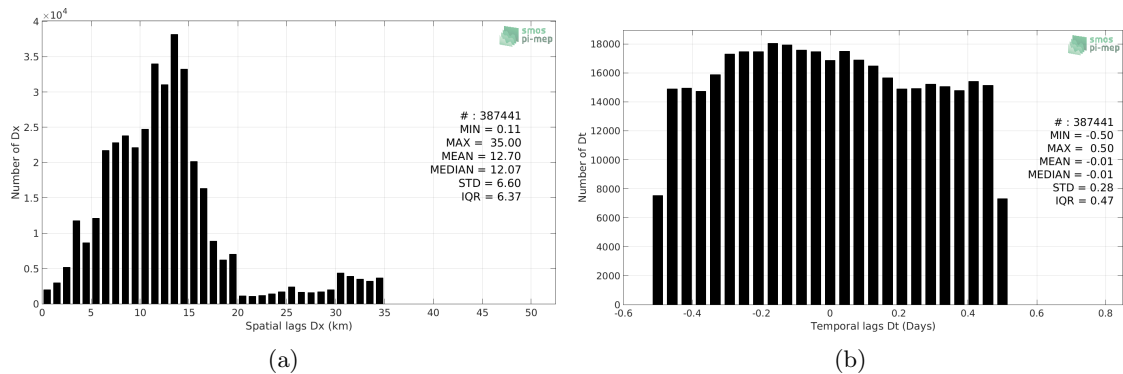 ×10⁴
4
3.5
3
2.5
2
1.5
1
0.5
0
Number of Dx
smos
pi-mep
# : 387441
MIN = 0.11
MAX = 35.00
MEAN = 12.70
MEDIAN = 12.07
STD = 6.60
IQR = 6.37
0 5 10 15 20 25 30 35 40 45 50
Spatial lags Dx (km)
(a)
18000
16000
14000
12000
10000
8000
6000
4000
2000
0
Number of Dt
smos
pi-mep
# : 387441
MIN = -0.50
MAX = 0.50
MEAN = -0.01
MEDIAN = -0.01
STD = 0.28
IQR = 0.47
-0.6 -0.4 -0.2 0 0.2 0.4 0.6 0.8
Temporal lags Dt (Days)
(b)